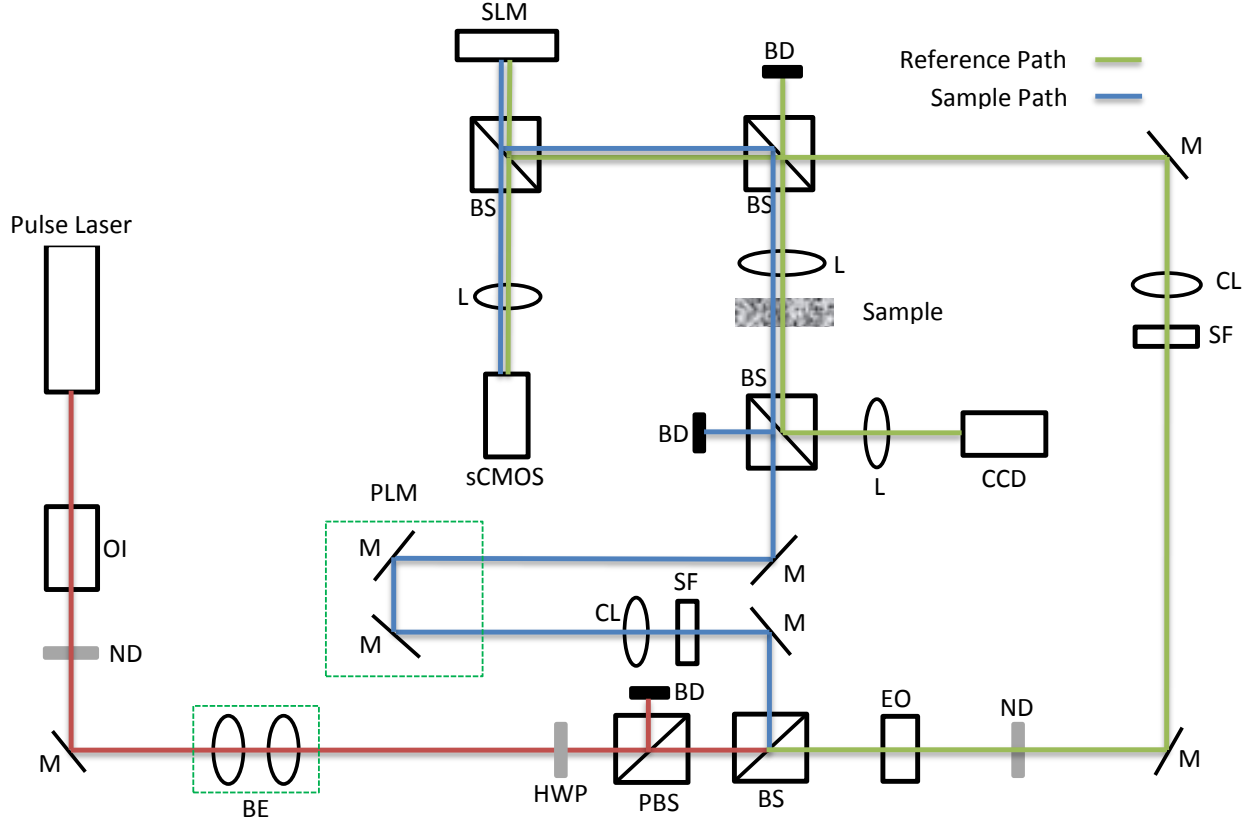 SLM
BD
Reference Path
Sample Path
M
BS
BS
Pulse Laser
L
L
CL
Sample
SF
BS
BD
sCMOS
L
CCD
PLM
OI
M
M
SF
CL
M
M
ND
BD
EO
ND
M
BE
HWP
PBS
BS
M